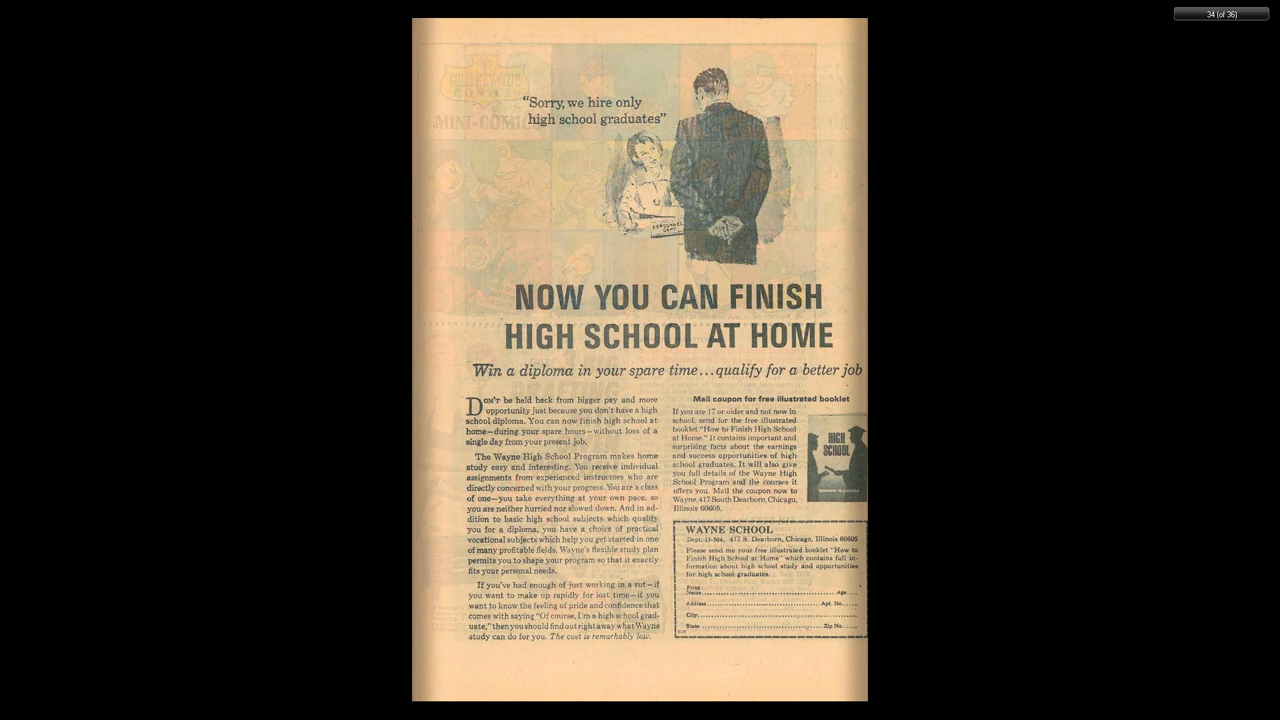 34 (of 36)
"Sorry, we hire only
high school graduates"
PERSONNEL
DEPT
NOW YOU CAN FINISH
HIGH SCHOOL AT HOME
Win a diploma in your spare time...qualify for a better job
DON'T be held back from bigger pay and more
opportunity just because you don't have a high
school diploma. You can now finish high school at
home—during your spare hours—without loss of a
single day from your present job.
The Wayne High School Program makes home
study easy and interesting. You receive individual
assignments from experienced instructors who are
directly concerned with your progress. You are a class
of one—you take everything at your own pace, so
you are neither hurried nor slowed down. And in ad-
dition to basic high school subjects which qualify
you for a diploma, you have a choice of practical
vocational subjects which help you get started in one
of many profitable fields. Wayne's flexible study plan
permits you to shape your program so that it exactly
fits your personal needs.
If you've had enough of just working in a rut—if
you want to make up rapidly for lost time—if you
want to know the feeling of pride and confidence that
comes with saying "Of course, I'm a high school grad-
uate," then you should find out right away what Wayne
study can do for you. The cost is remarkably low.
Mail coupon for free illustrated booklet
If you are 17 or older and not now in
school, send for the free illustrated
booklet "How to Finish High School
at Home." It contains important and
surprising facts about the earnings
and success opportunities of high
school graduates. It will also give
you full details of the Wayne High
School Program and the courses it
offers you. Mail the coupon now to
Wayne, 417 South Dearborn, Chicago,
Illinois 60605.
HIGH
SCHOOL
WAYNE SCHOOL
Dept. 23-504, 417 S. Dearborn, Chicago, Illinois 60605
Please send me your free illustrated booklet "How to
Finish High School at Home" which contains full in-
formation about high school study and opportunities
for high school graduates.
Print
Name Age
Address Apt. No.
City
State Zip No.
GOLD KEY CLUB
COMICS
MINI-COMICS
DRAFTING